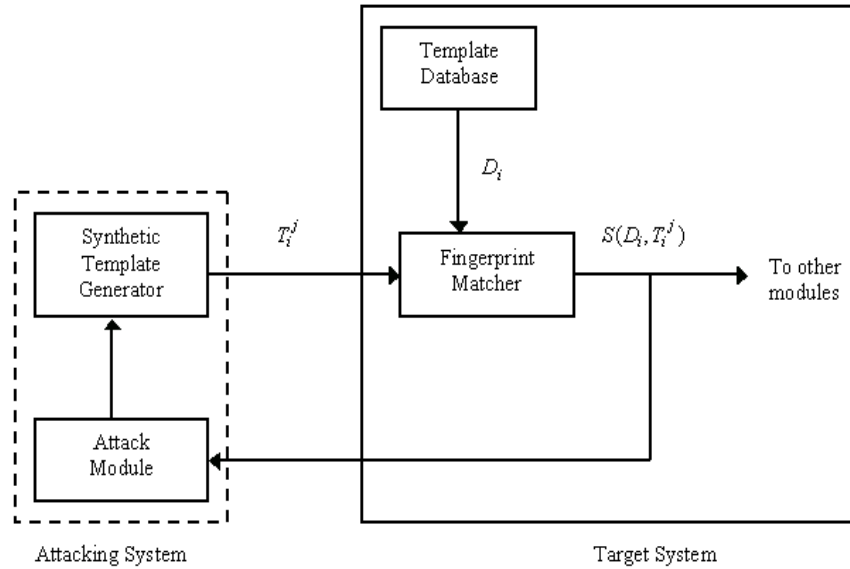 Template
Database
D_i
Synthetic
Template
Generator
T_i^j
Fingerprint
Matcher
S(D_i, T_i^j)
To other
modules
Attack
Module
Attacking System
Target System